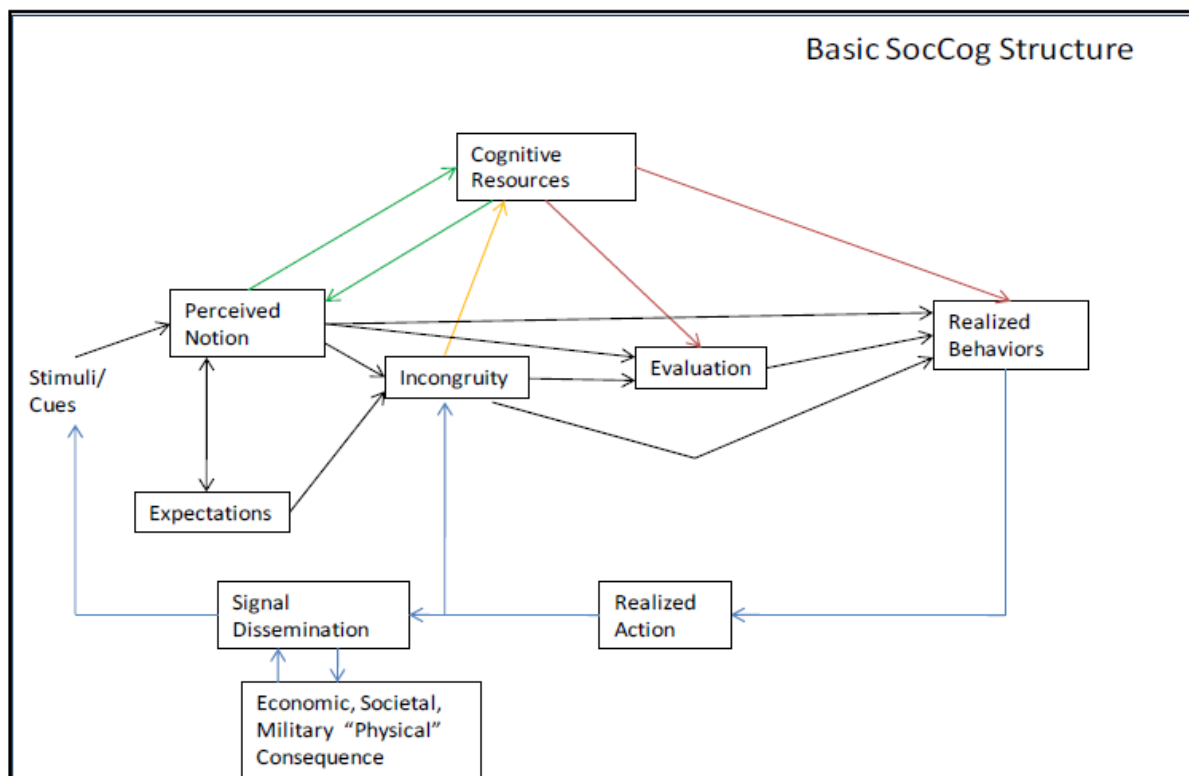 Basic SocCog Structure
Cognitive
Resources
Perceived
Notion
Realized
Behaviors
Stimuli/
Cues
Incongruity
Evaluation
Expectations
Signal
Dissemination
Realized
Action
Economic, Societal,
Military “Physical”
Consequence